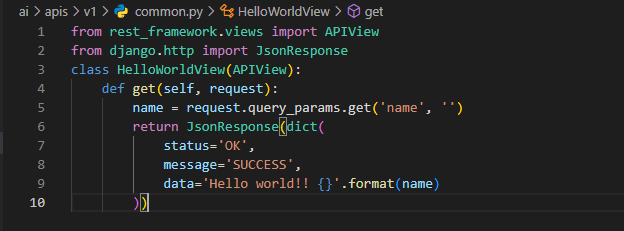 ai > apis > v1 > common.py > HelloWorldView > get
1 from rest_framework.views import APIView
2 from django.http import JsonResponse
3 class HelloWorldView(APIView):
4     def get(self, request):
5         name = request.query_params.get('name', '')
6         return JsonResponse(dict(
7             status='OK',
8             message='SUCCESS',
9             data='Hello world!! {}'.format(name)
10         ))